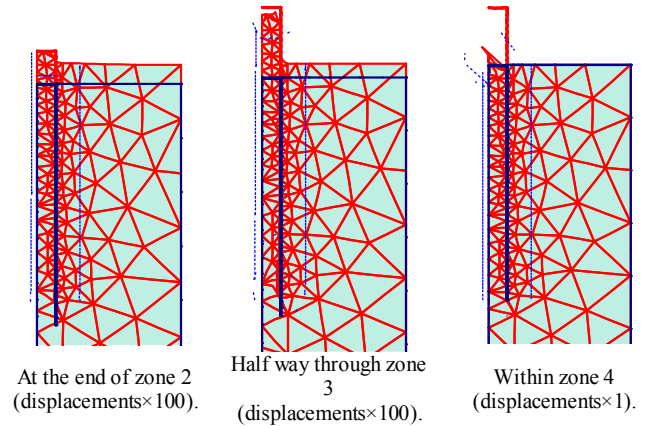 At the end of zone 2
(displacements×100).
Half way through zone
3
(displacements×100).
Within zone 4
(displacements×1).